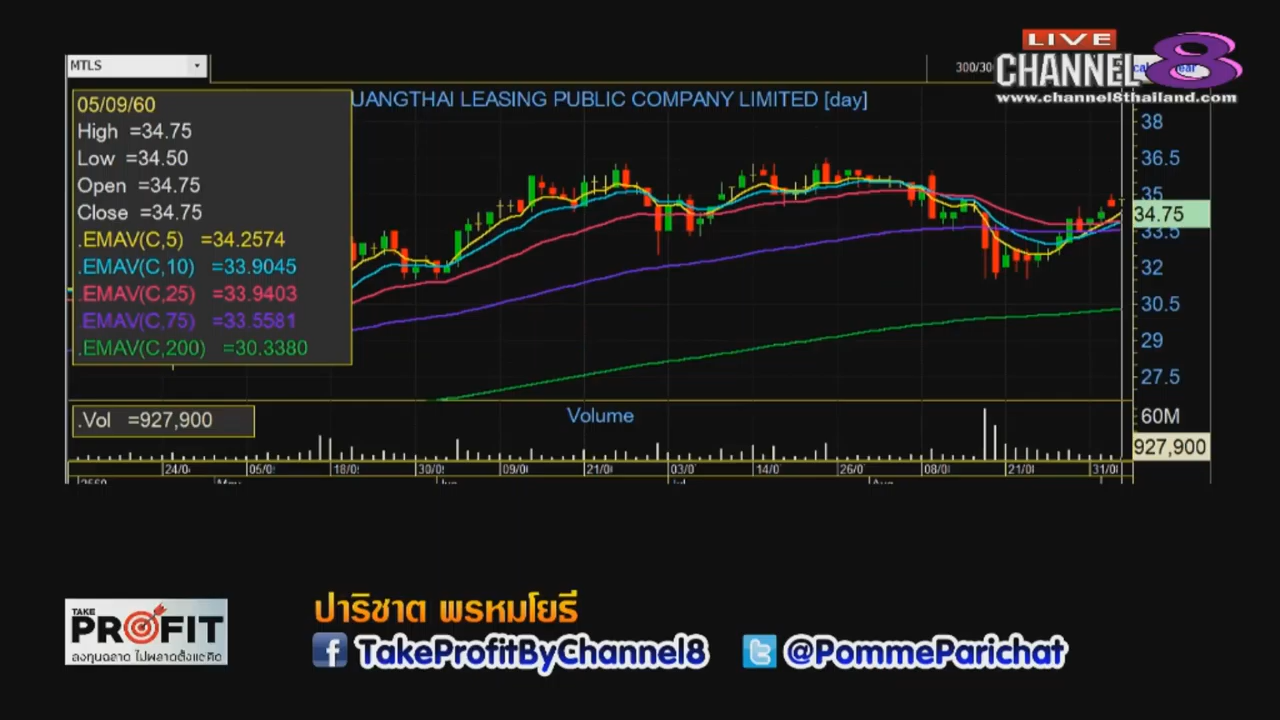 LIVE
CHANNEL 8
www.channel8thailand.com
MTLS
300/30
UANGTHAI LEASING PUBLIC COMPANY LIMITED [day]
05/09/60
High =34.75
Low =34.50
Open =34.75
Close =34.75
.EMAV(C,5) =34.2574
.EMAV(C,10) =33.9045
.EMAV(C,25) =33.9403
.EMAV(C,75) =33.5581
.EMAV(C,200) =30.3380
38
36.5
35
34.75
33.5
32
30.5
29
27.5
.Vol =927,900
Volume
60M
927,900
24/0 05/0 18/0 30/0 09/0 21/0 03/0 14/0 26/0 08/0 21/0 31/0
2560
TAKE
PROFIT
ลงทุนฉลาด ไม่พลาดตั้งแต่คิด
ปาริชาต พรหมโยธี
f TakeProfitByChannel8
@PommeParichat